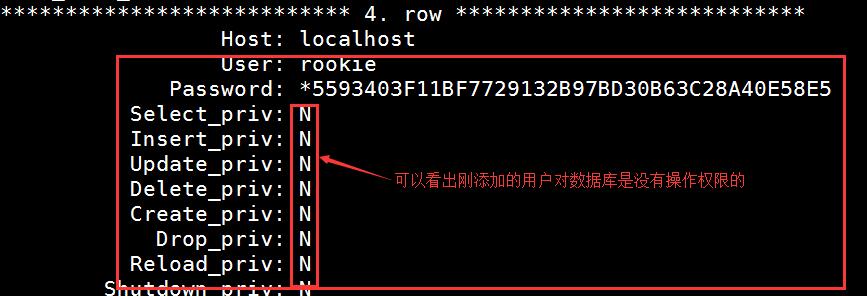 *************************** 4. row ***************************
Host: localhost
User: rookie
Password: *5593403F11BF7729132B97BD30B63C28A40E58E5
Select_priv: N
Insert_priv: N
Update_priv: N
可以看出刚添加的用户对数据库是没有操作权限的
Delete_priv: N
Create_priv: N
Drop_priv: N
Reload_priv: N
Shutdown_priv: N